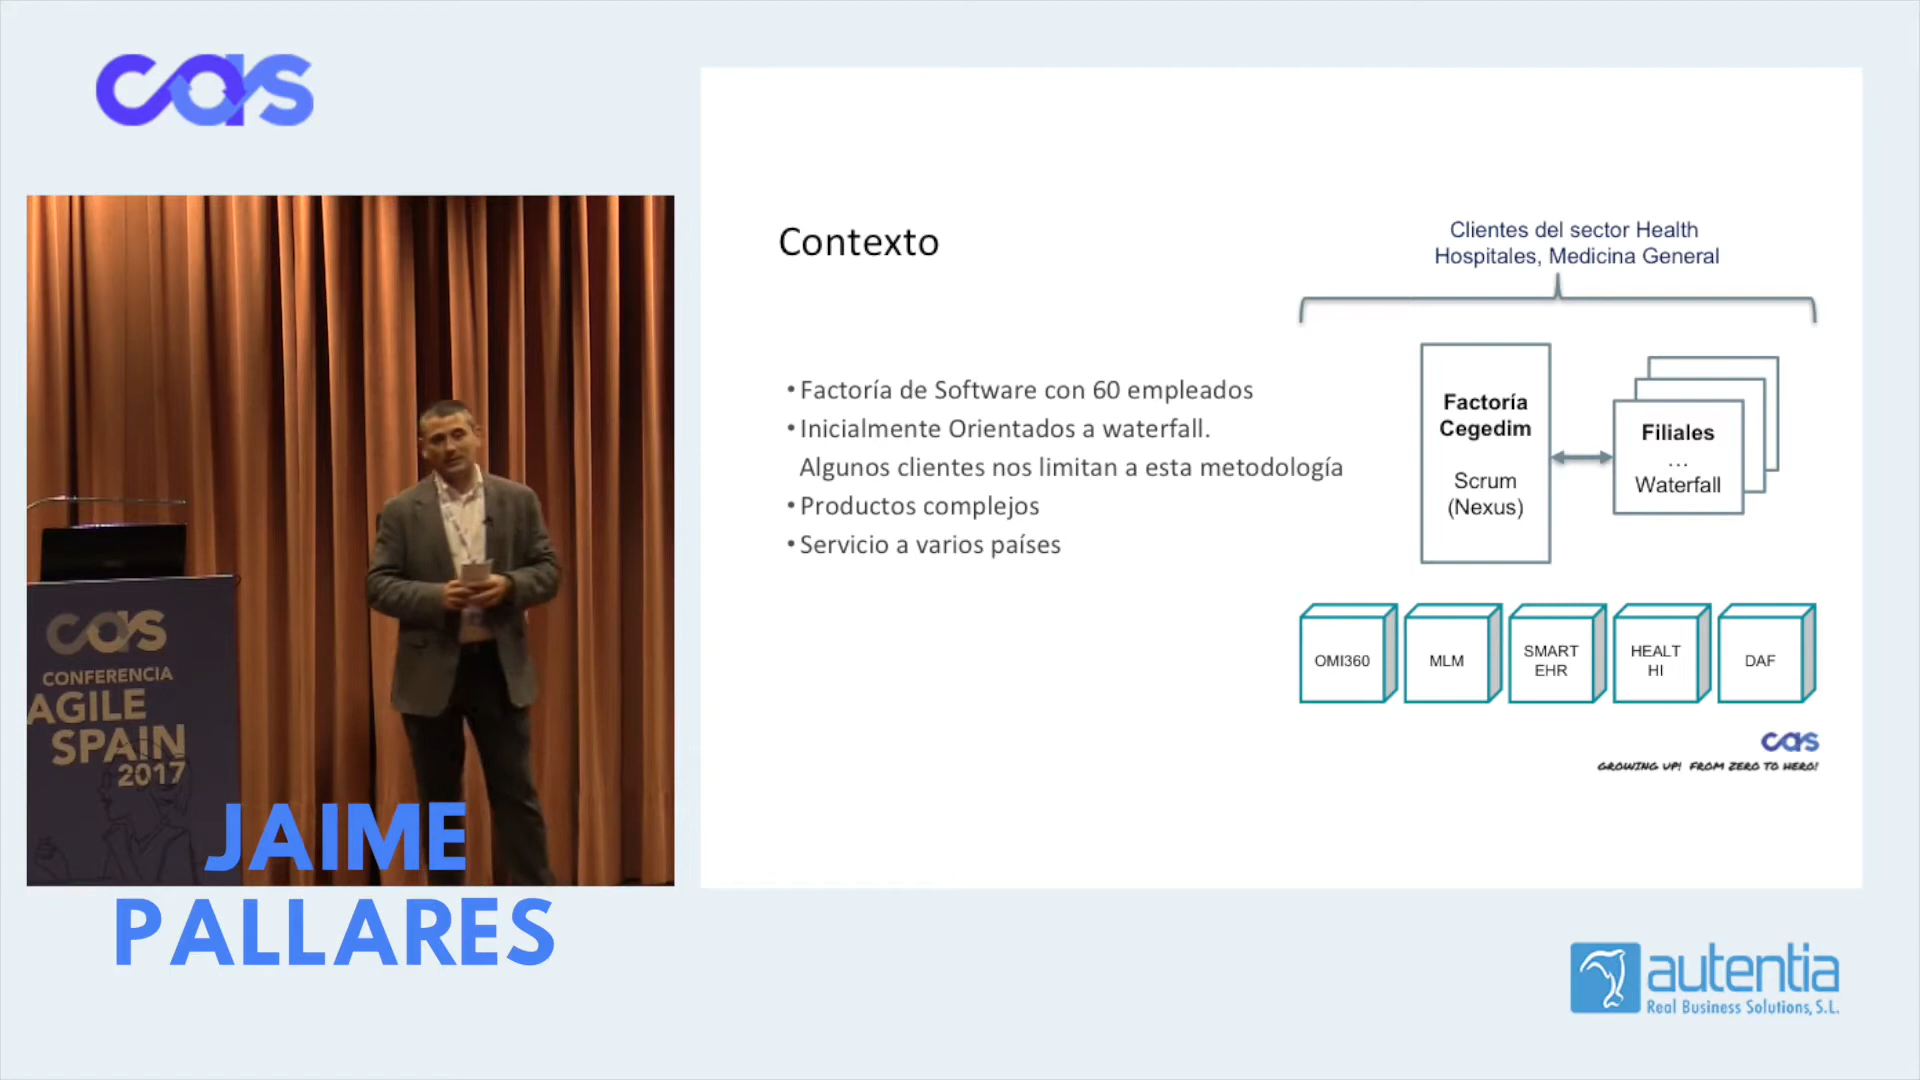 cas
CAS
CONFERENCIA
AGILE
SPAIN
2017
JAIME
PALLARES
Contexto
•Factoría de Software con 60 empleados
•Inicialmente Orientados a waterfall.
Algunos clientes nos limitan a esta metodología
•Productos complejos
•Servicio a varios países
Clientes del sector Health
Hospitales, Medicina General
Factoría
Cegedim
Scrum
(Nexus)
Filiales
...
Waterfall
OMI360
MLM
SMART
EHR
HEALT
HI
DAF
cas
GROWING UP! FROM ZERO TO HERO!
autentia
Real Business Solutions, S.L.